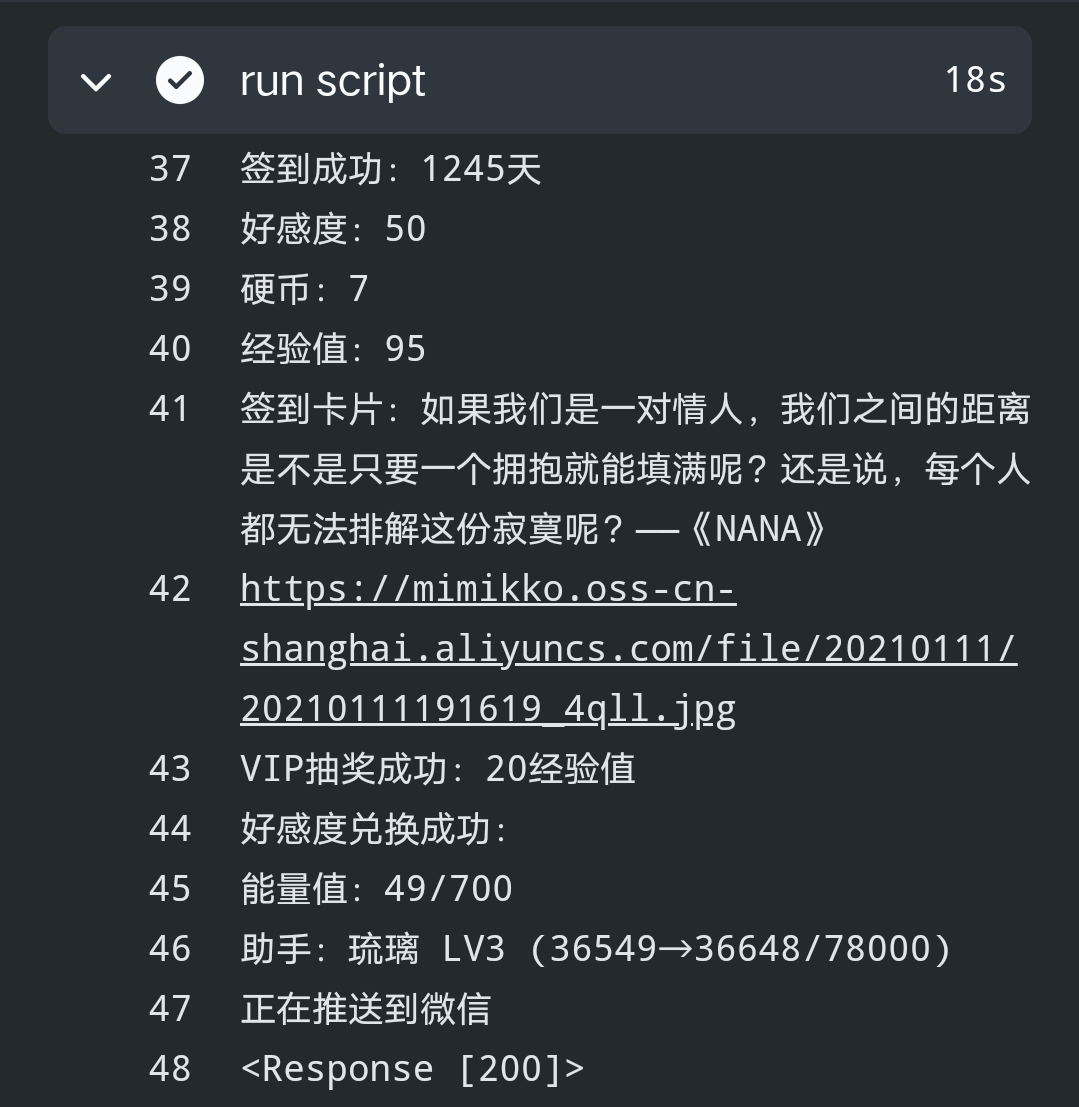 run script 18s
37 签到成功：1245天
38 好感度：50
39 硬币：7
40 经验值：95
41 签到卡片：如果我们是一对情人，我们之间的距离
是不是只要一个拥抱就能填满呢？还是说，每个人
都无法排解这份寂寞呢？——《NANA》
42 https://mimikko.oss-cn-
shanghai.aliyuncs.com/file/20210111/
20210111191619_4qll.jpg
43 VIP抽奖成功：20经验值
44 好感度兑换成功：
45 能量值：49/700
46 助手：琉璃 LV3 (36549→36648/78000)
47 正在推送到微信
48 <Response [200]>